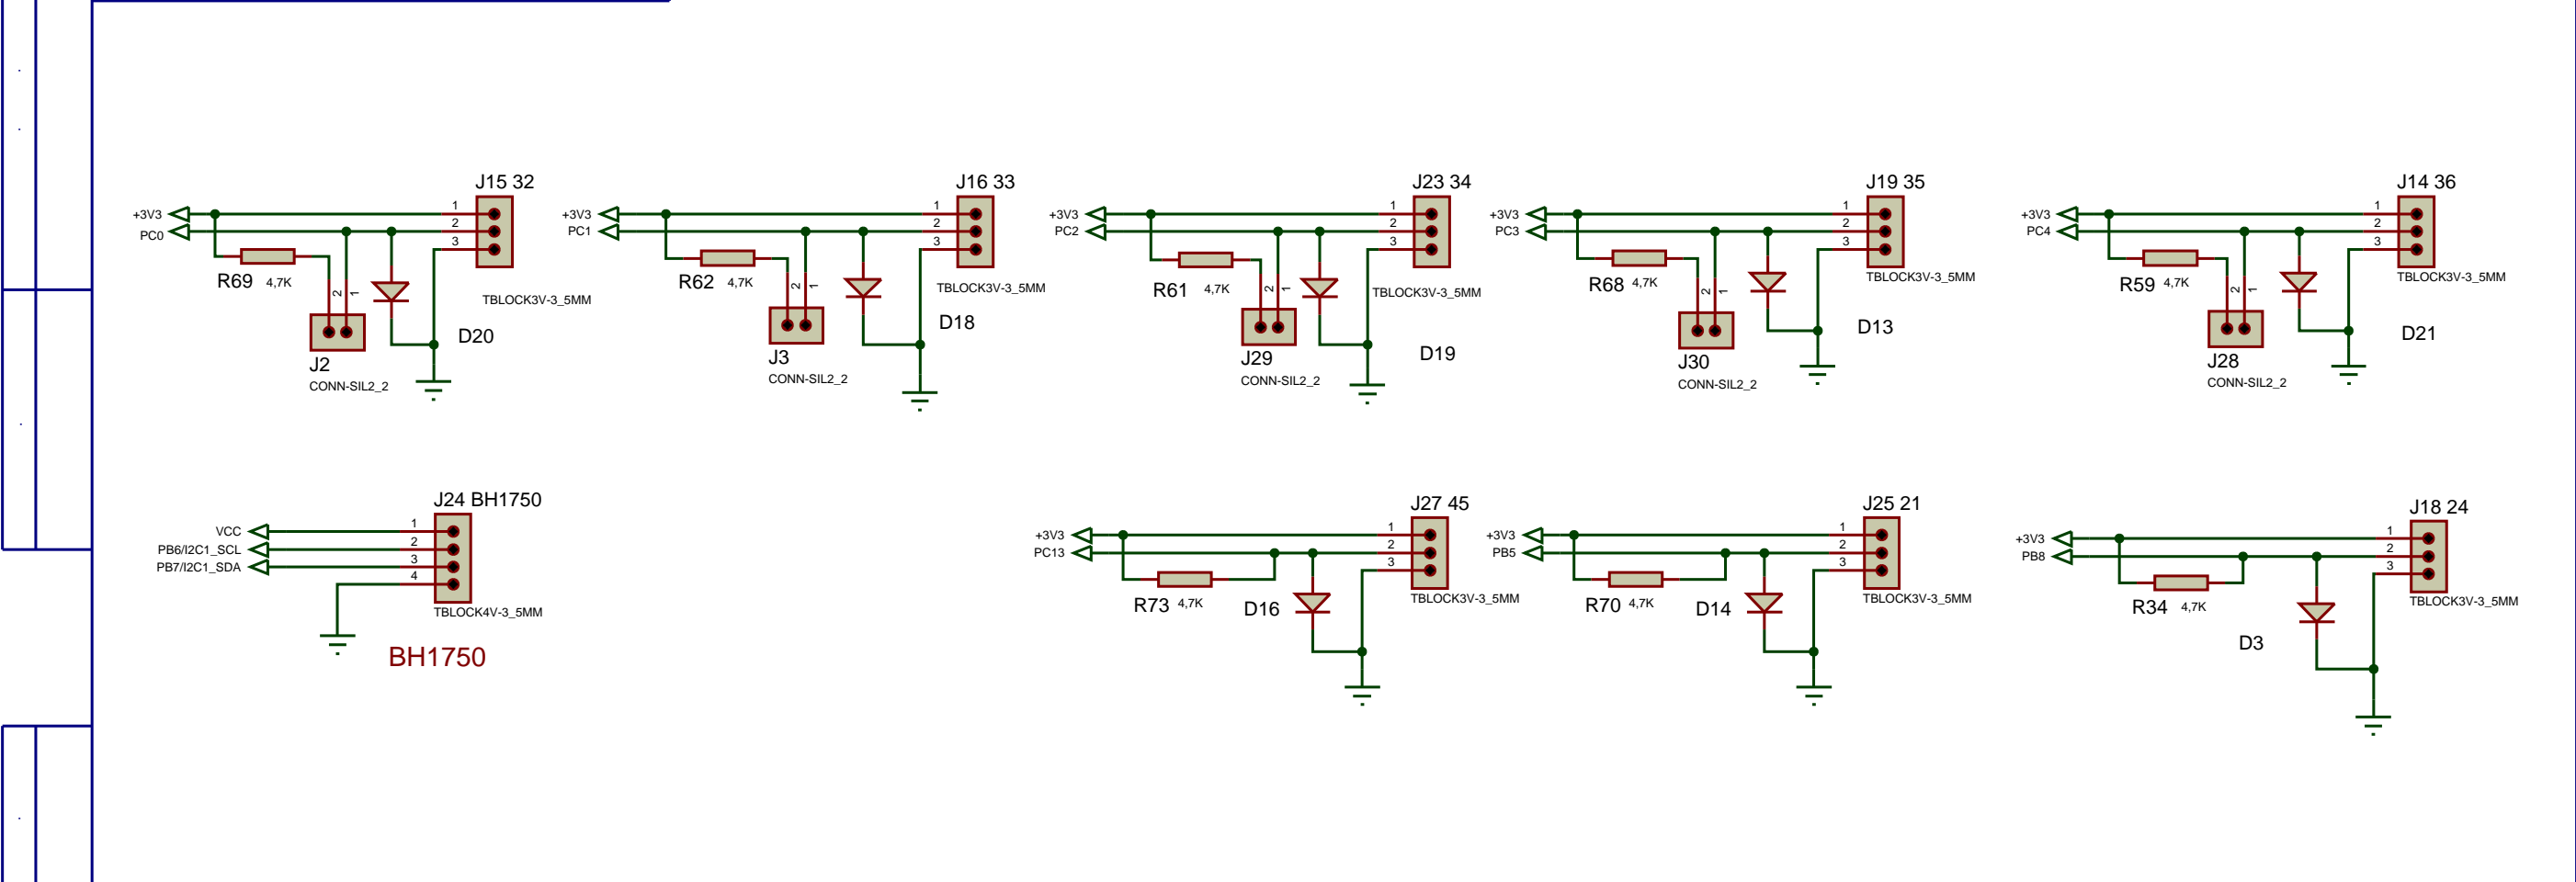 J15 32
+3V3
PC0
1
2
3
R69 4,7K
2
1
TBLOCK3V-3_5MM
D20
J2
CONN-SIL2_2
J16 33
+3V3
PC1
1
2
3
R62 4,7K
2
1
TBLOCK3V-3_5MM
D18
J3
CONN-SIL2_2
J23 34
+3V3
PC2
1
2
3
R61 4,7K
2
1
TBLOCK3V-3_5MM
D19
J29
CONN-SIL2_2
J19 35
+3V3
PC3
1
2
3
R68 4,7K
2
1
TBLOCK3V-3_5MM
D13
J30
CONN-SIL2_2
J14 36
+3V3
PC4
1
2
3
R59 4,7K
2
1
TBLOCK3V-3_5MM
D21
J28
CONN-SIL2_2
J24 BH1750
VCC
PB6/I2C1_SCL
PB7/I2C1_SDA
1
2
3
4
TBLOCK4V-3_5MM
BH1750
J27 45
+3V3
PC13
1
2
3
R73 4,7K
D16
TBLOCK3V-3_5MM
J25 21
+3V3
PB5
1
2
3
R70 4,7K
D14
TBLOCK3V-3_5MM
J18 24
+3V3
PB8
1
2
3
R34 4,7K
D3
TBLOCK3V-3_5MM